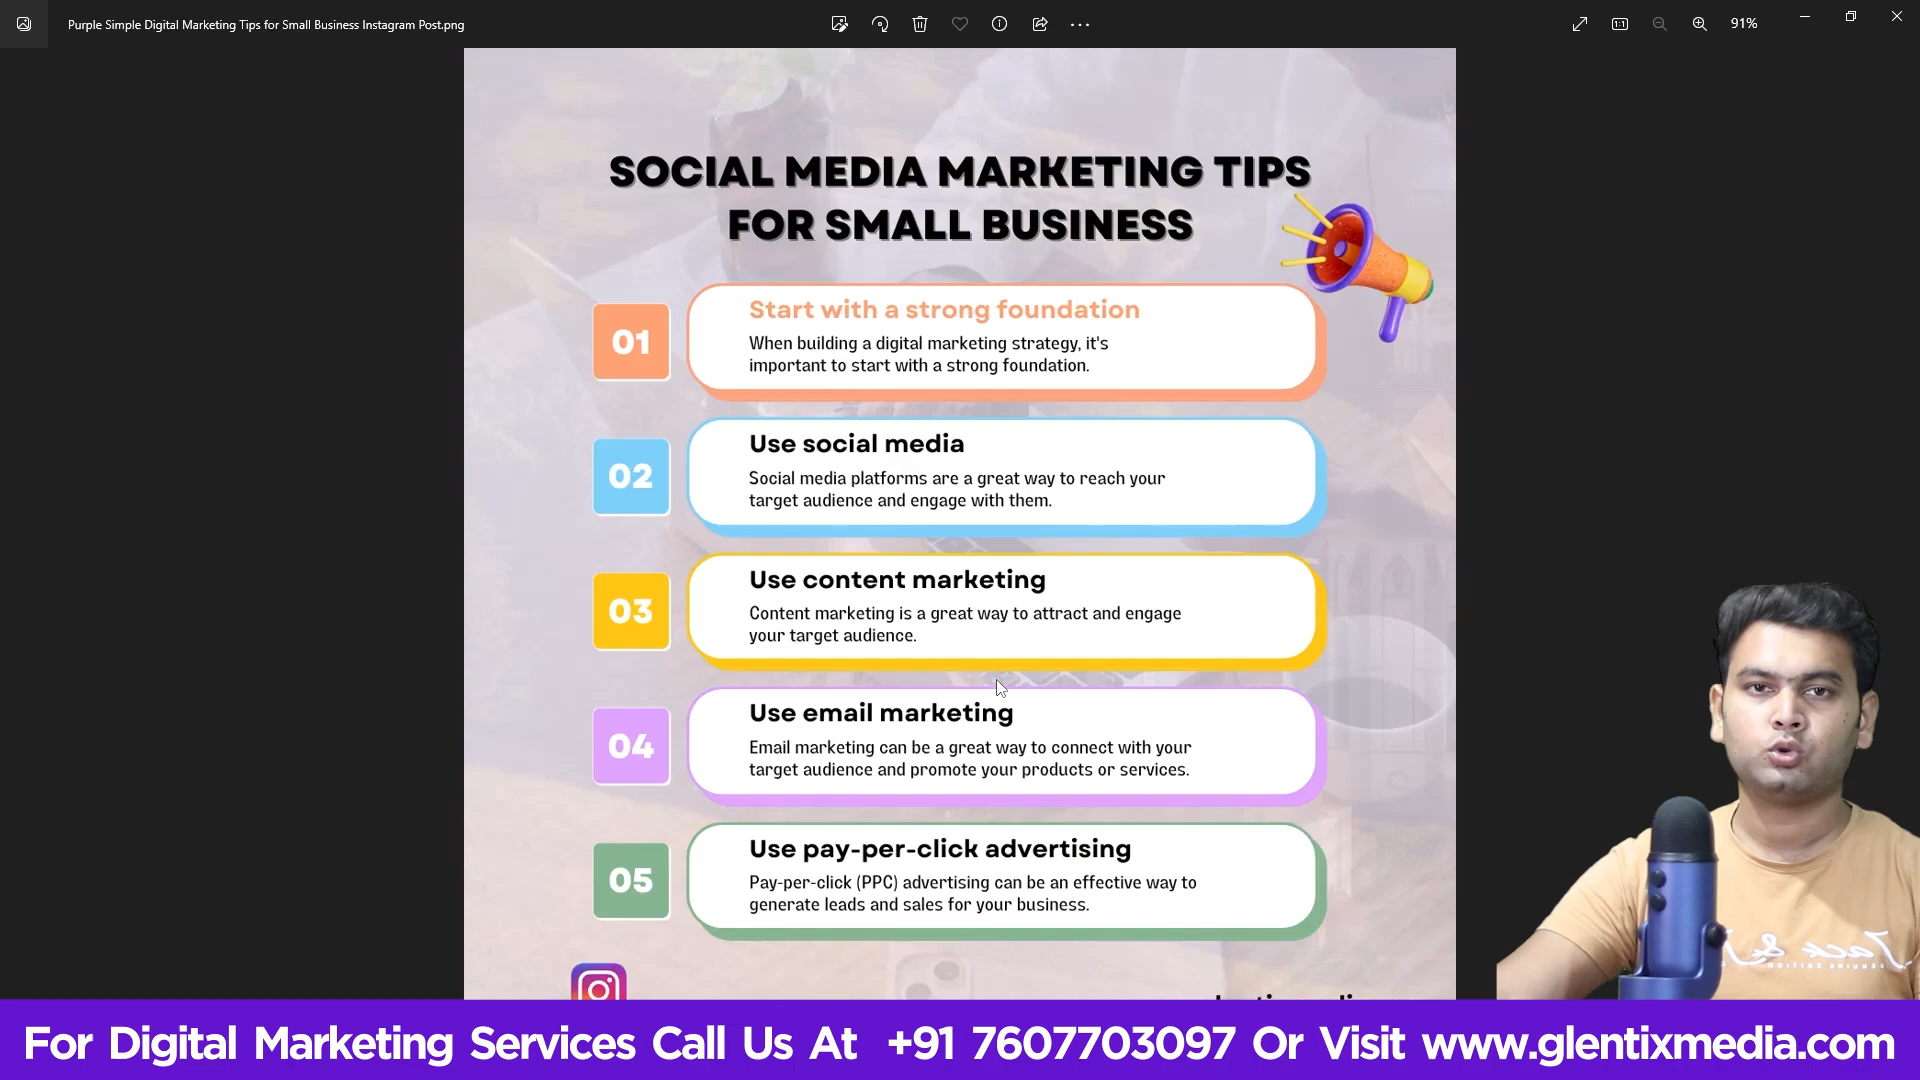 Purple Simple Digital Marketing Tips for Small Business Instagram Post.png
91%
SOCIAL MEDIA MARKETING TIPS
FOR SMALL BUSINESS
01
Start with a strong foundation
When building a digital marketing strategy, it's
important to start with a strong foundation.
02
Use social media
Social media platforms are a great way to reach your
target audience and engage with them.
03
Use content marketing
Content marketing is a great way to attract and engage
your target audience.
04
Use email marketing
Email marketing can be a great way to connect with your
target audience and promote your products or services.
05
Use pay-per-click advertising
Pay-per-click (PPC) advertising can be an effective way to
generate leads and sales for your business.
For Digital Marketing Services Call Us At +91 7607703097 Or Visit www.glentixmedia.com